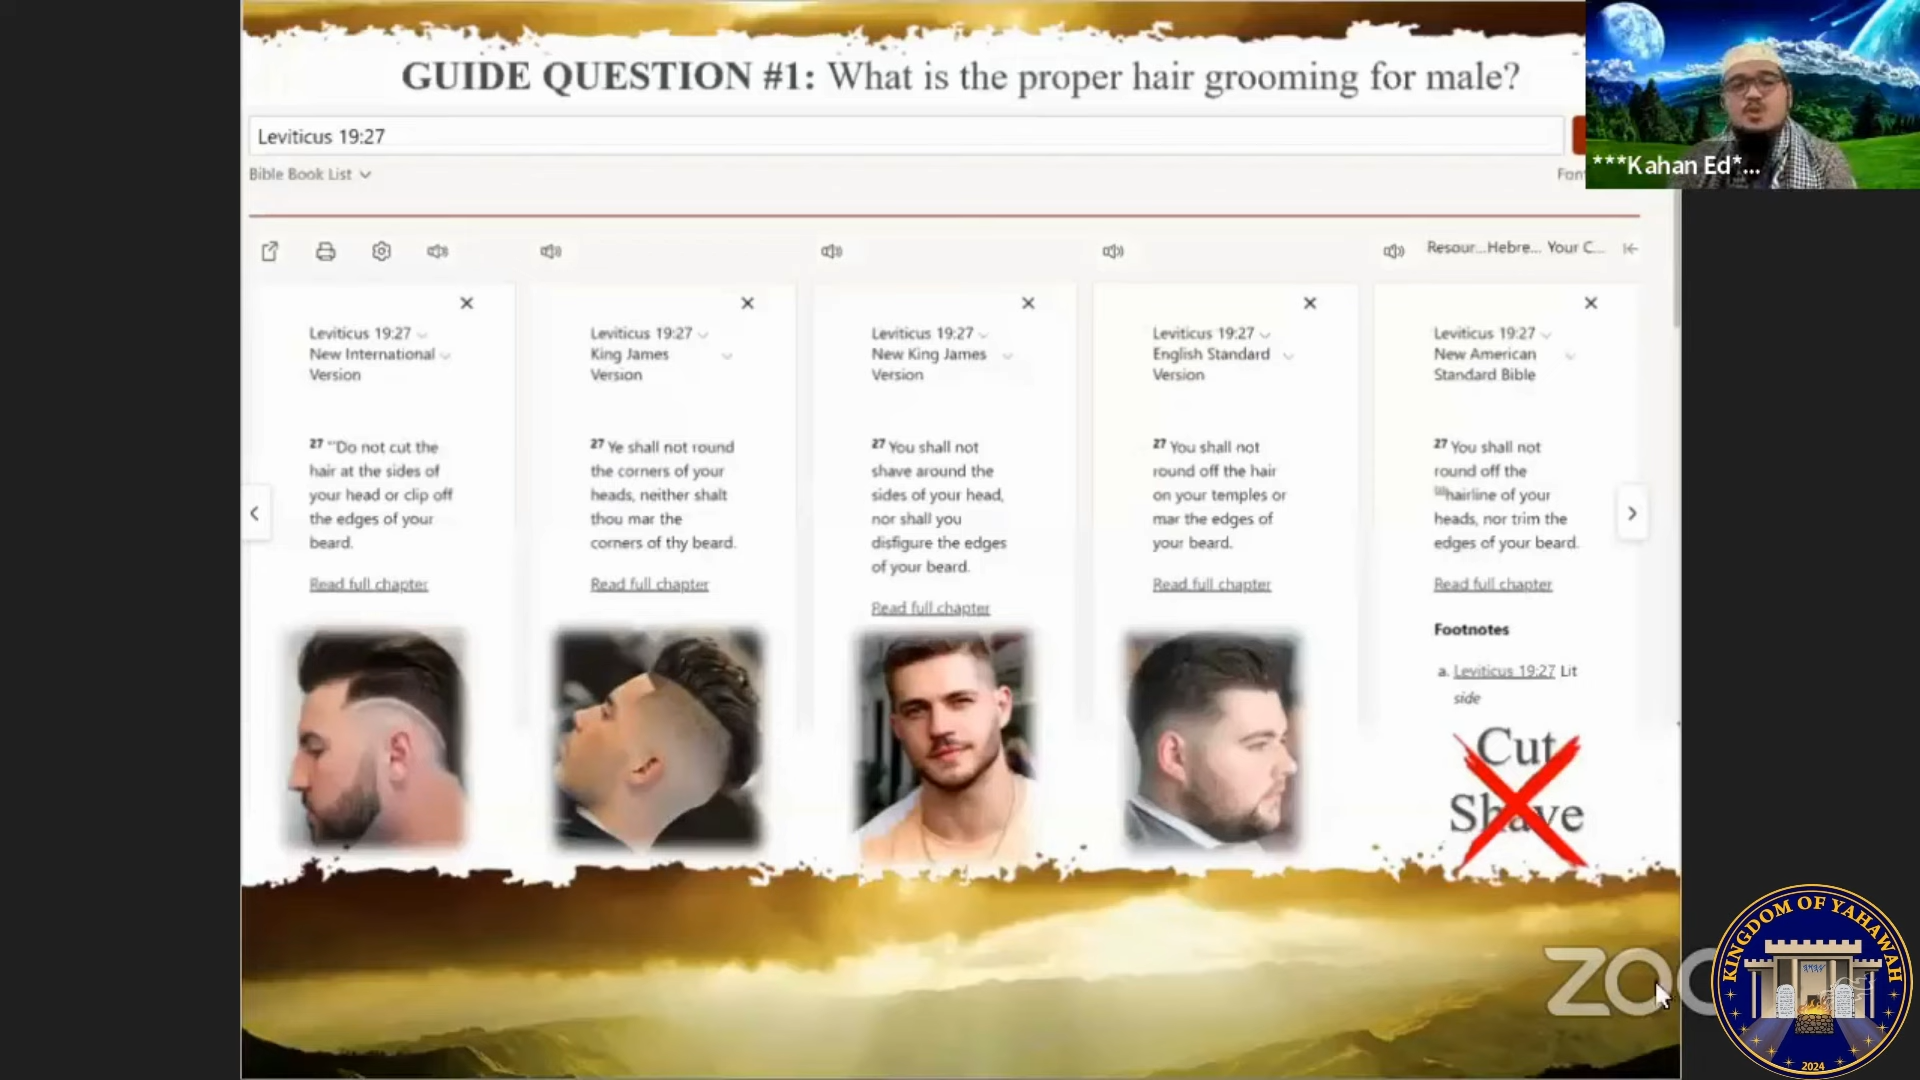 GUIDE QUESTION #1: What is the proper hair grooming for male?
Leviticus 19:27
Bible Book List
Font
***Kahan Ed*...
Resour...Hebre... Your C...
Leviticus 19:27
New International
Version
27 "'Do not cut the
hair at the sides of
your head or clip off
the edges of your
beard.
Read full chapter
Leviticus 19:27
King James
Version
27 Ye shall not round
the corners of your
heads, neither shalt
thou mar the
corners of thy beard.
Read full chapter
Leviticus 19:27
New King James
Version
27 You shall not
shave around the
sides of your head,
nor shall you
disfigure the edges
of your beard.
Read full chapter
Leviticus 19:27
English Standard
Version
27 You shall not
round off the hair
on your temples or
mar the edges of
your beard.
Read full chapter
Leviticus 19:27
New American
Standard Bible
27 You shall not
round off the
[a]hairline of your
heads, nor trim the
edges of your beard.
Read full chapter
Footnotes
a. Leviticus 19:27 Lit
side
Cut
Shave
zoo
KINGDOM OF YAHAWAH
2024